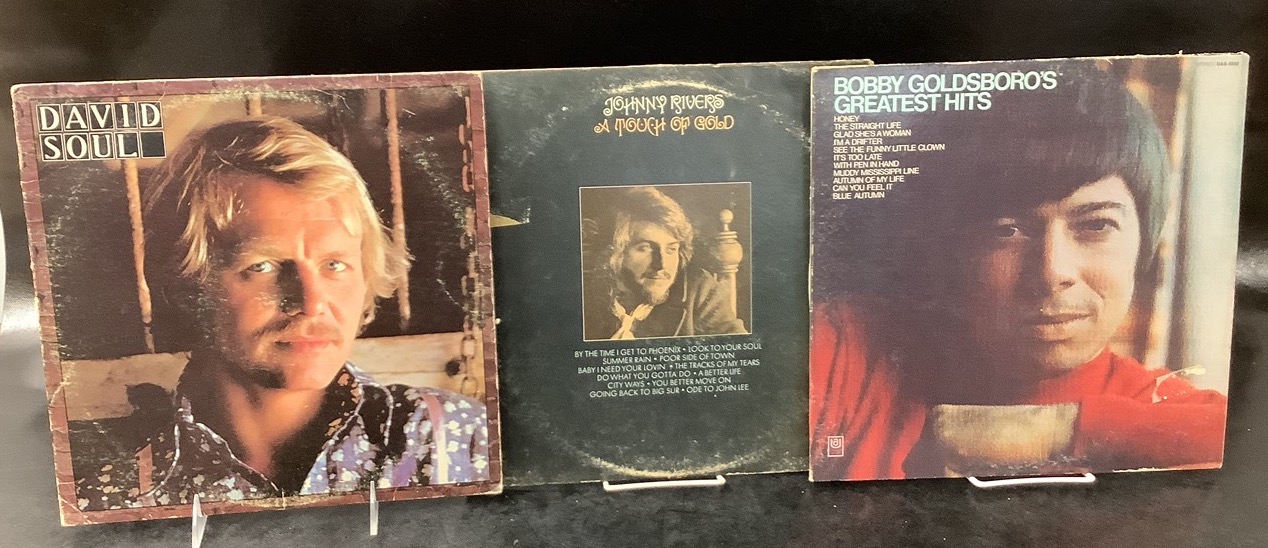 DAVID
SOUL
JOHNNY RIVERS
A TOUCH OF GOLD
BY THE TIME I GET TO PHOENIX • LOOK TO YOUR SOUL
SUMMER RAIN • POOR SIDE OF TOWN
BABY I NEED YOUR LOVIN • THE TRACKS OF MY TEARS
DO WHAT YOU GOTTA DO • A BETTER LIFE
CITY WAYS • YOU BETTER MOVE ON
GOING BACK TO BIG SUR • ODE TO JOHN LEE
BOBBY GOLDSBORO'S
GREATEST HITS
HONEY
THE STRAIGHT LIFE
GLAD SHE'S A WOMAN
I'M A DRIFTER
SEE THE FUNNY LITTLE CLOWN
IT'S TOO LATE
WITH PEN IN HAND
MUDDY MISSISSIPPI LINE
AUTUMN OF MY LIFE
CAN YOU FEEL IT
BLUE AUTUMN